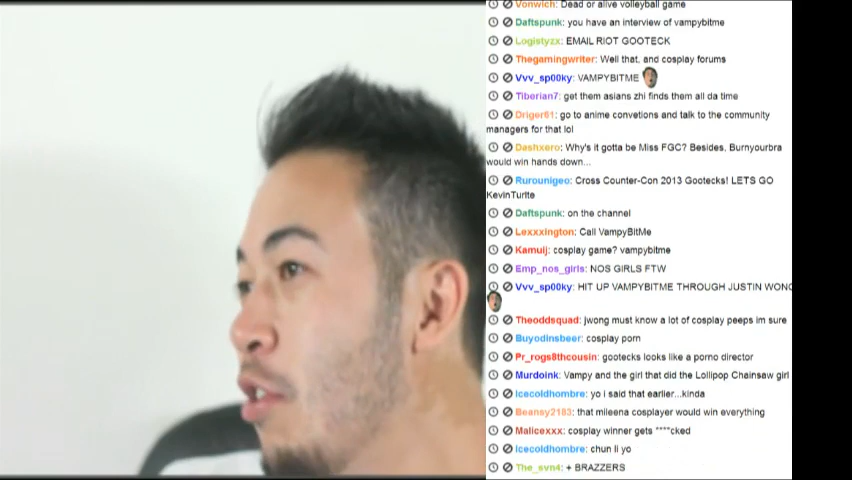 Vonwich: Dead or alive volleyball game
Daftspunk: you have an interview of vampybitme
Logistyzx: EMAIL RIOT GOOTECK
Thegamingwriter: Well that, and cosplay forums
Vvv_sp00ky: VAMPYBITME
Tiberian7: get them asians zhi finds them all da time
Driger61: go to anime convetions and talk to the community
managers for that lol
Dashxero: Why's it gotta be Miss FGC? Besides, Burnyourbra
would win hands down...
Rurounigeo: Cross Counter-Con 2013 Gootecks! LETS GO
KevinTurtle
Daftspunk: on the channel
Lexxxington: Call VampyBitMe
Kamuij: cosplay game? vampybitme
Emp_nos_girls: NOS GIRLS FTW
Vvv_sp00ky: HIT UP VAMPYBITME THROUGH JUSTIN WONG
Theoddsquad: jwong must know a lot of cosplay peeps im sure
Buyodinsbeer: cosplay porn
Pr_rogs8thcousin: gootecks looks like a porno director
Murdoink: Vampy and the girl that did the Lollipop Chainsaw girl
Icecoldhombre: yo i said that earlier...kinda
Beansy2183: that mileena cosplayer would win everything
Malicexxx: cosplay winner gets ****cked
Icecoldhombre: chun li yo
The_svn4: + BRAZZERS